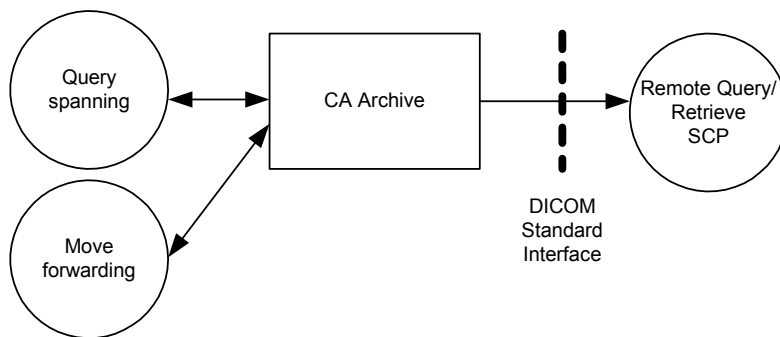 Query
spanning
CA Archive
Remote Query/
Retrieve
SCP
DICOM
Standard
Interface
Move
forwarding